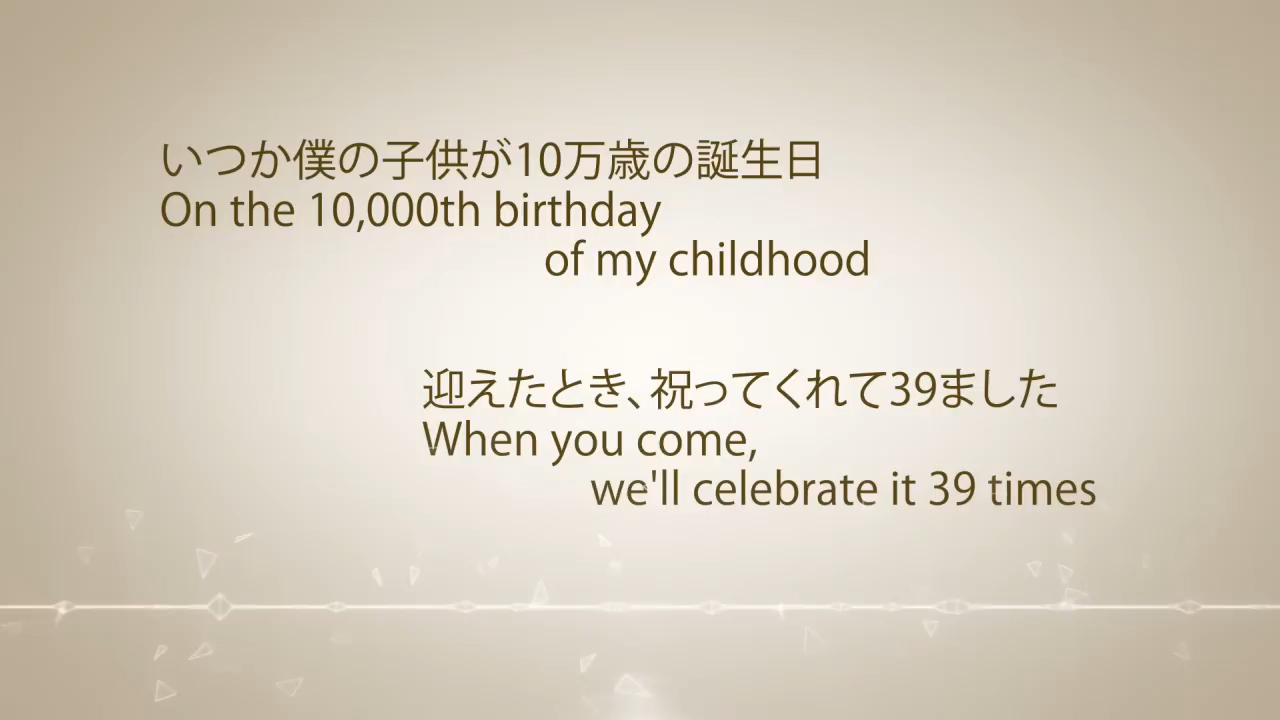 いつか僕の子供が10万歳の誕生日
On the 10,000th birthday
of my childhood
迎えたとき、祝ってくれて39ました
When you come,
we'll celebrate it 39 times